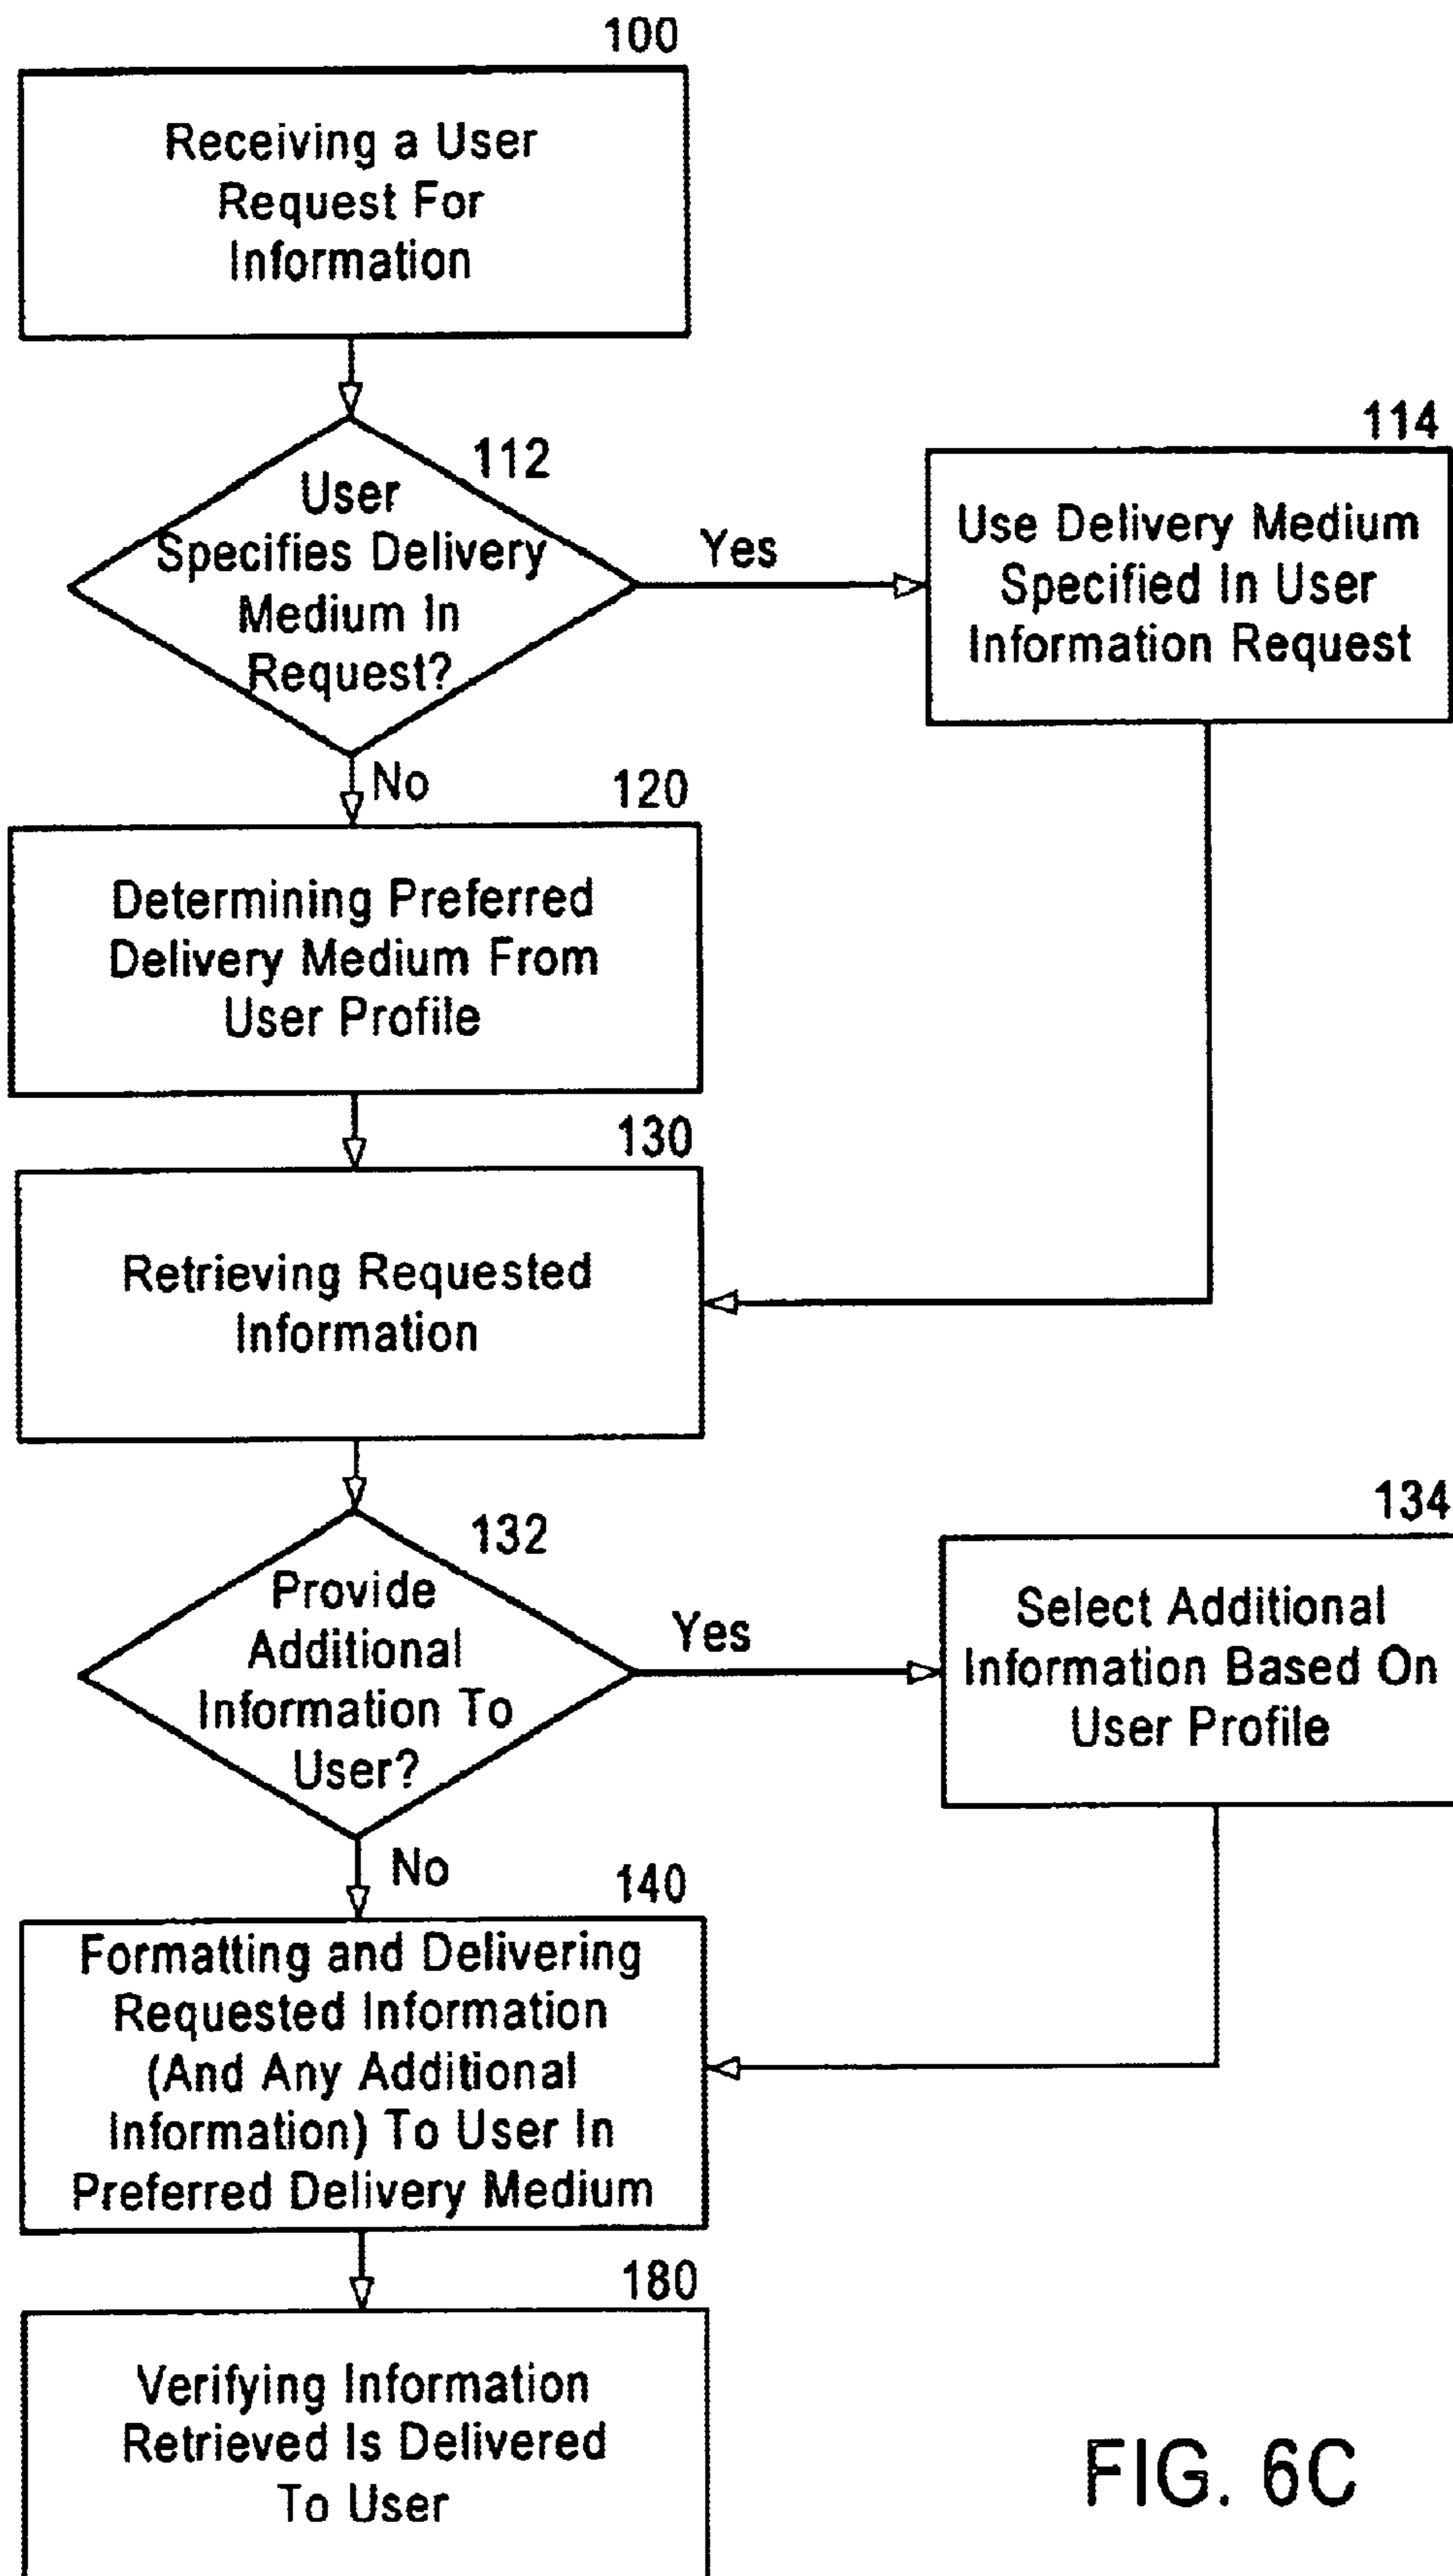 100
Receiving a User
Request For
Information
112
User
Specifies Delivery
Medium In
Request?
Yes
114
Use Delivery Medium
Specified In User
Information Request
No
120
Determining Preferred
Delivery Medium From
User Profile
130
Retrieving Requested
Information
132
Provide
Additional
Information To
User?
Yes
134
Select Additional
Information Based On
User Profile
No
140
Formatting and Delivering
Requested Information
(And Any Additional
Information) To User In
Preferred Delivery Medium
180
Verifying Information
Retrieved Is Delivered
To User
FIG. 6C